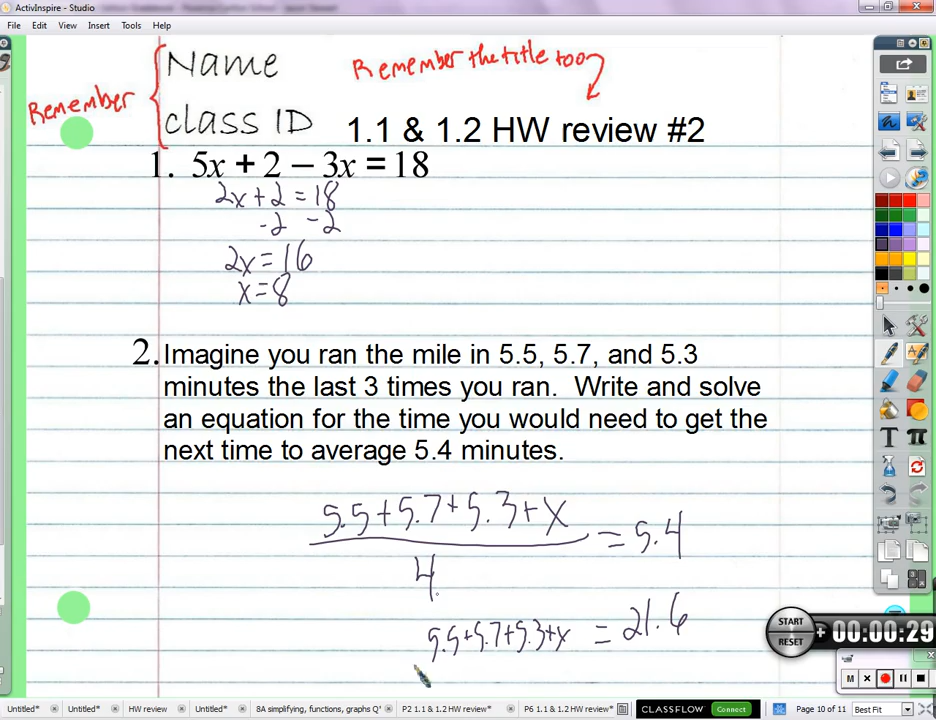 ActivInspire - Studio
File Edit View Insert Tools Help
Name
Remember the title too
Remember
class ID
1.1 & 1.2 HW review #2
1. 5x + 2 − 3x = 18
2x + 2 = 18
-2 -2
2x = 16
x = 8
2. Imagine you ran the mile in 5.5, 5.7, and 5.3
minutes the last 3 times you ran. Write and solve
an equation for the time you would need to get the
next time to average 5.4 minutes.
5.5 + 5.7 + 5.3 + x
= 5.4
4
5.5+5.7+5.3+x = 21.6
START
RESET
+ 00:00:29
M
Untitled* Untitled* HW review Untitled* 8A simplifying, functions, graphs Q' P2 1.1 & 1.2 HW review* P6 1.1 & 1.2 HW review* CLASSFLOW Connect Page 10 of 11 Best Fit